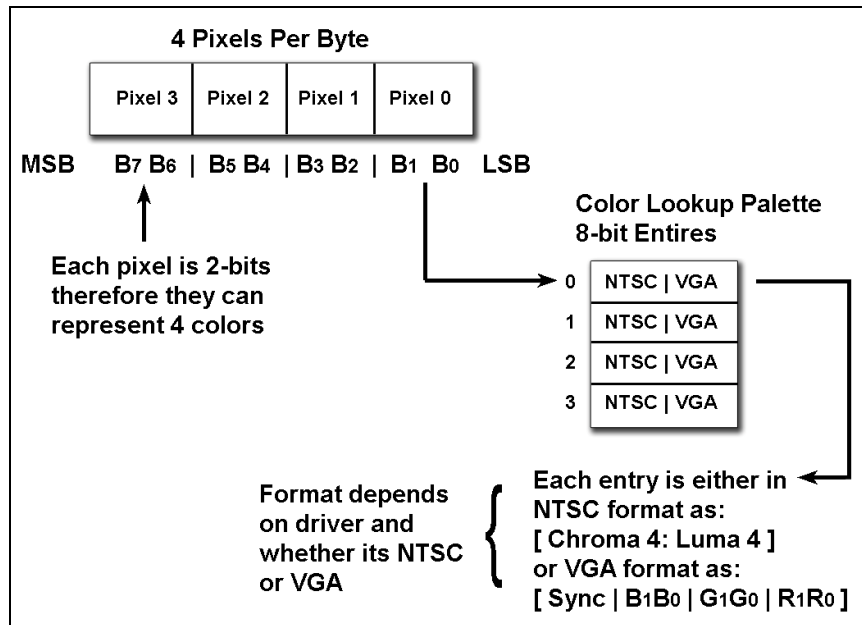 4 Pixels Per Byte
Pixel 3 Pixel 2 Pixel 1 Pixel 0
MSB B7 B6 | B5 B4 | B3 B2 | B1 B0 LSB
Each pixel is 2-bits
therefore they can
represent 4 colors
Color Lookup Palette
8-bit Entires
0 NTSC | VGA
1 NTSC | VGA
2 NTSC | VGA
3 NTSC | VGA
Format depends
on driver and
whether its NTSC
or VGA
Each entry is either in
NTSC format as:
[ Chroma 4: Luma 4 ]
or VGA format as:
[ Sync | B1B0 | G1G0 | R1R0 ]